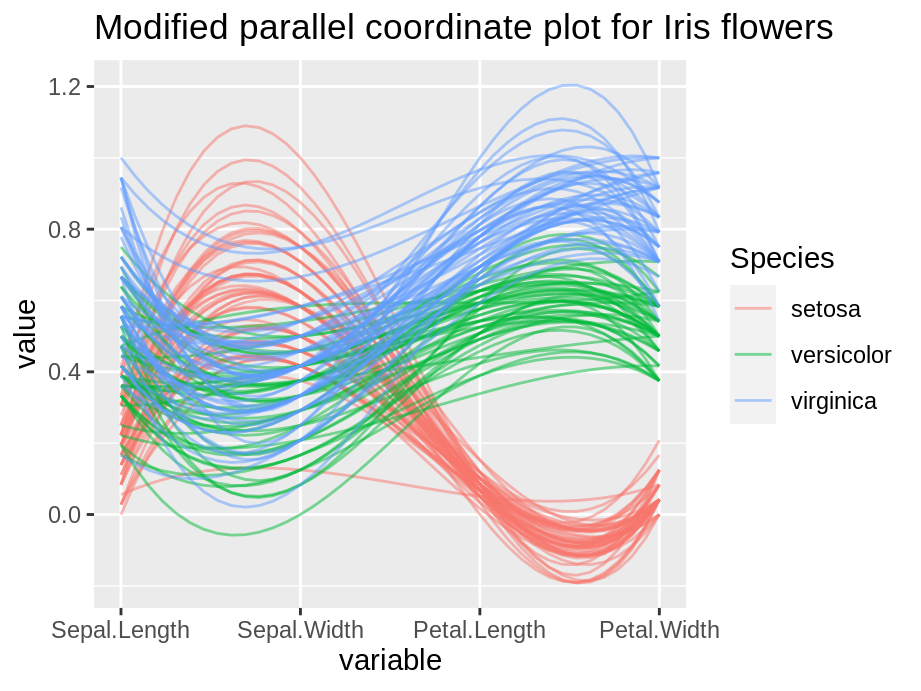 Modified parallel coordinate plot for Iris flowers
1.2
0.8
0.4
0.0
value
Sepal.Length Sepal.Width Petal.Length Petal.Width
variable
Species
setosa
versicolor
virginica